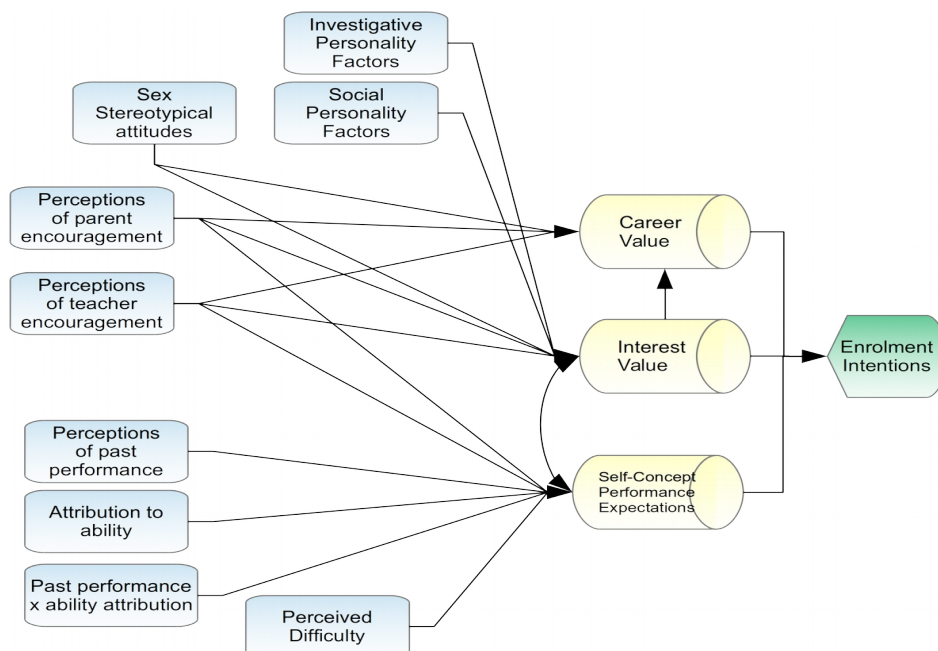 Investigative
Personality
Factors
Sex
Stereotypical
attitudes
Social
Personality
Factors
Perceptions
of parent
encouragement
Career
Value
Perceptions
of teacher
encouragement
Interest
Value
Enrolment
Intentions
Perceptions
of past
performance
Self-Concept
Performance
Expectations
Attribution to
ability
Past performance
x ability attribution
Perceived
Difficulty